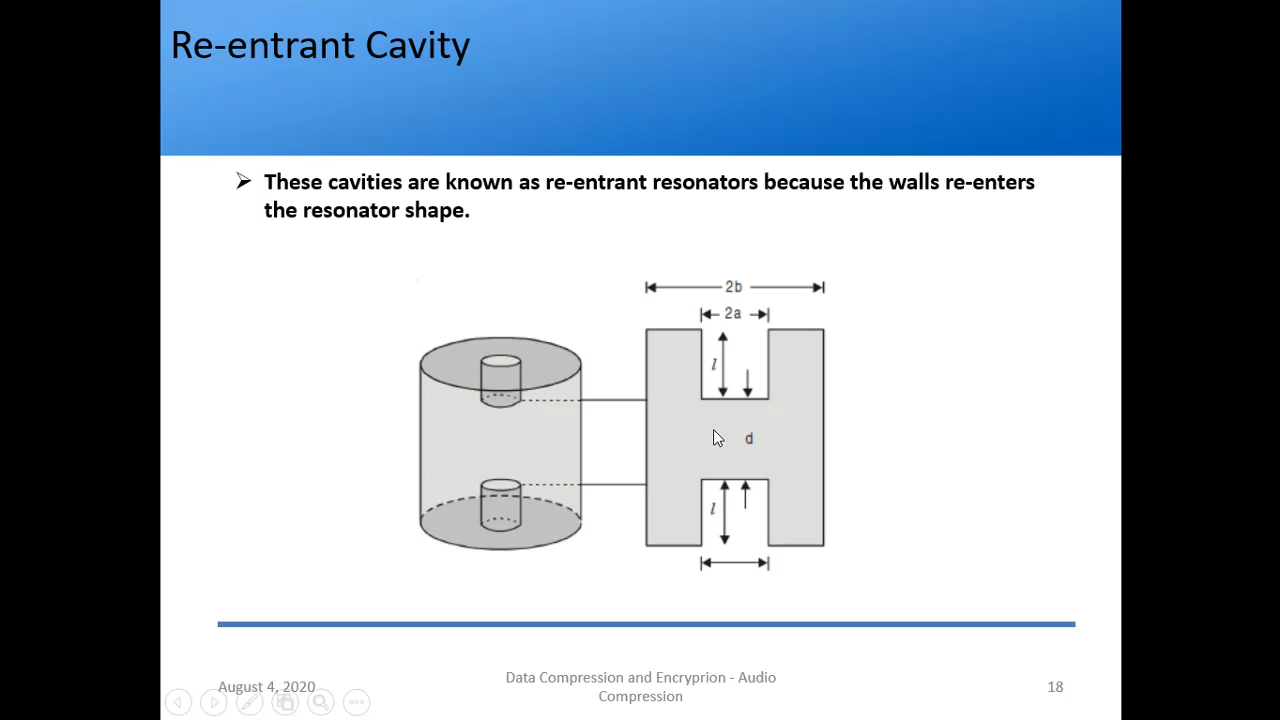 Re-entrant Cavity
These cavities are known as re-entrant resonators because the walls re-enters
the resonator shape.
2b
2a
l
d
l
August 4, 2020
Data Compression and Encryprion - Audio
Compression
18